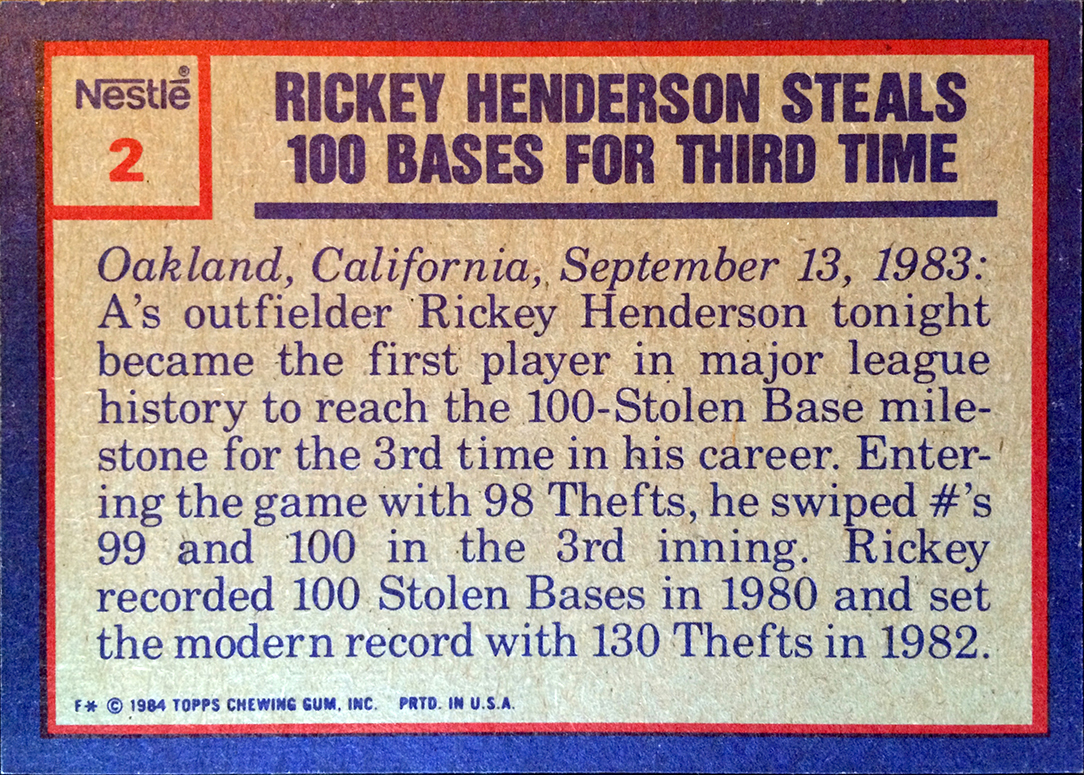 Nestlé®
2
RICKEY HENDERSON STEALS
100 BASES FOR THIRD TIME
Oakland, California, September 13, 1983:
A's outfielder Rickey Henderson tonight
became the first player in major league
history to reach the 100-Stolen Base mile-
stone for the 3rd time in his career. Enter-
ing the game with 98 Thefts, he swiped #'s
99 and 100 in the 3rd inning. Rickey
recorded 100 Stolen Bases in 1980 and set
the modern record with 130 Thefts in 1982.
F* © 1984 TOPPS CHEWING GUM, INC. PRTD. IN U.S.A.